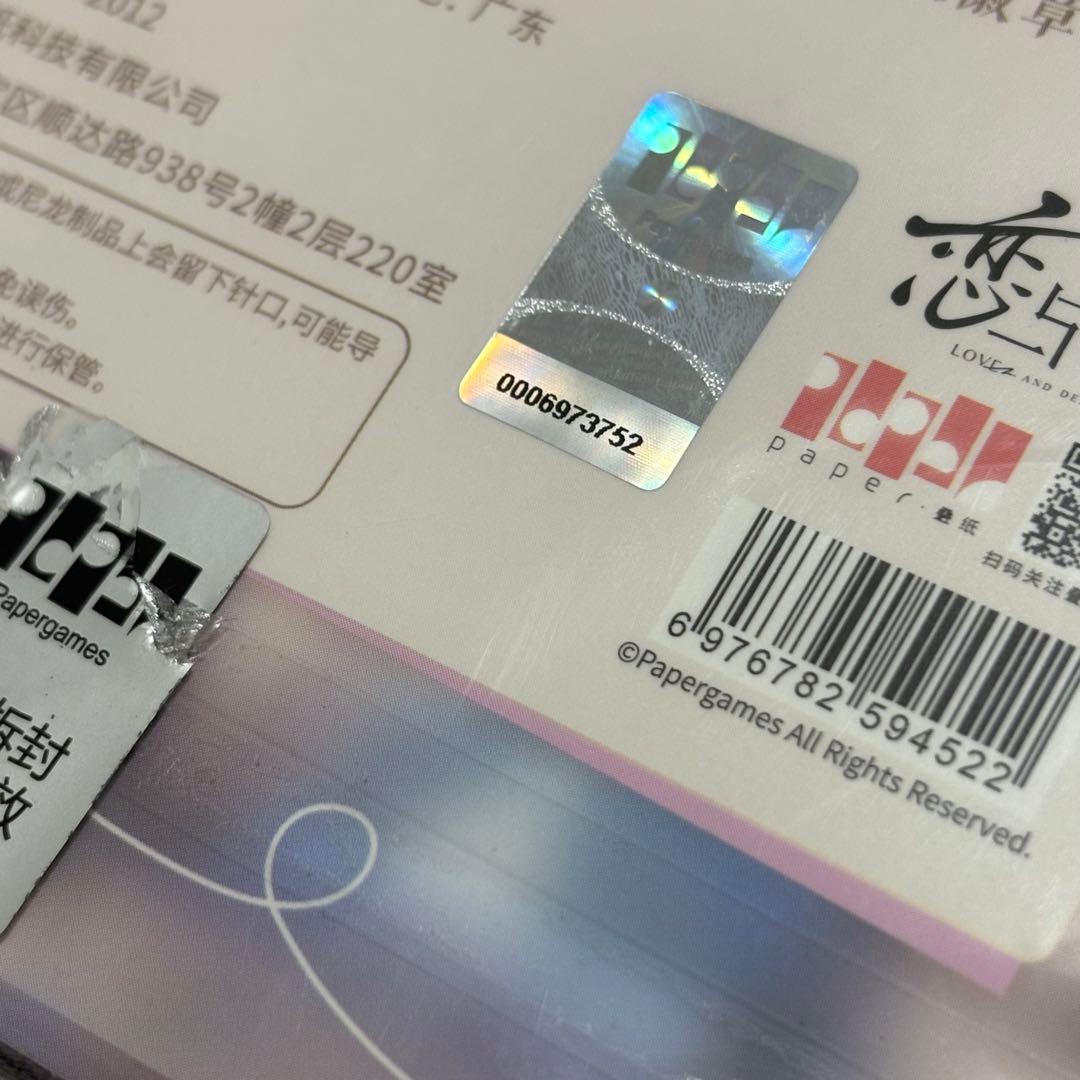 2012
广东
科技有限公司
区顺达路938号2幢2层220室
尼龙制品上会留下针口,可能导
免误伤。
进行保管。
0006973752
恋与
LOVE AND DE
paper
paper·叠纸
扫码关注
6 976782 594522
©Papergames All Rights Reserved.
Papergames
拆封
效